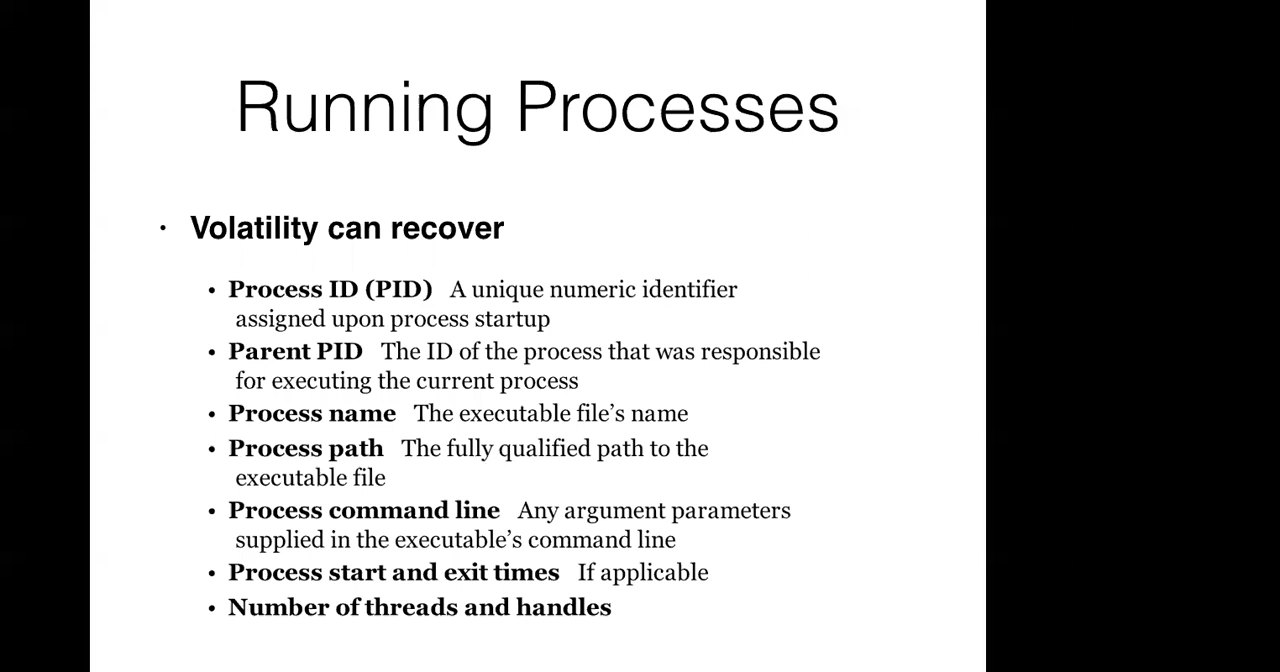 Running Processes
• Volatility can recover
• Process ID (PID) A unique numeric identifier
assigned upon process startup
• Parent PID The ID of the process that was responsible
for executing the current process
• Process name The executable file’s name
• Process path The fully qualified path to the
executable file
• Process command line Any argument parameters
supplied in the executable’s command line
• Process start and exit times If applicable
• Number of threads and handles